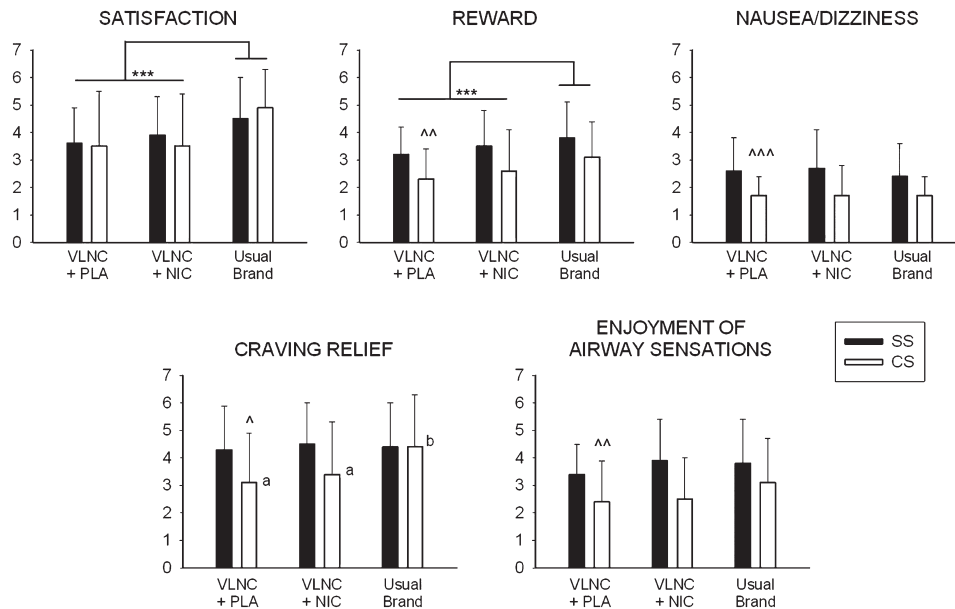 SATISFACTION
7
6
5
4
3
2
1
0
***
VLNC
+ PLA
VLNC
+ NIC
Usual
Brand
REWARD
7
6
5
4
3
2
1
0
^^
***
VLNC
+ PLA
VLNC
+ NIC
Usual
Brand
NAUSEA/DIZZINESS
7
6
5
4
3
2
1
0
^^^
VLNC
+ PLA
VLNC
+ NIC
Usual
Brand
CRAVING RELIEF
7
6
5
4
3
2
1
0
^
a
a
b
VLNC
+ PLA
VLNC
+ NIC
Usual
Brand
ENJOYMENT OF
AIRWAY SENSATIONS
7
6
5
4
3
2
1
0
^^
VLNC
+ PLA
VLNC
+ NIC
Usual
Brand
SS
CS